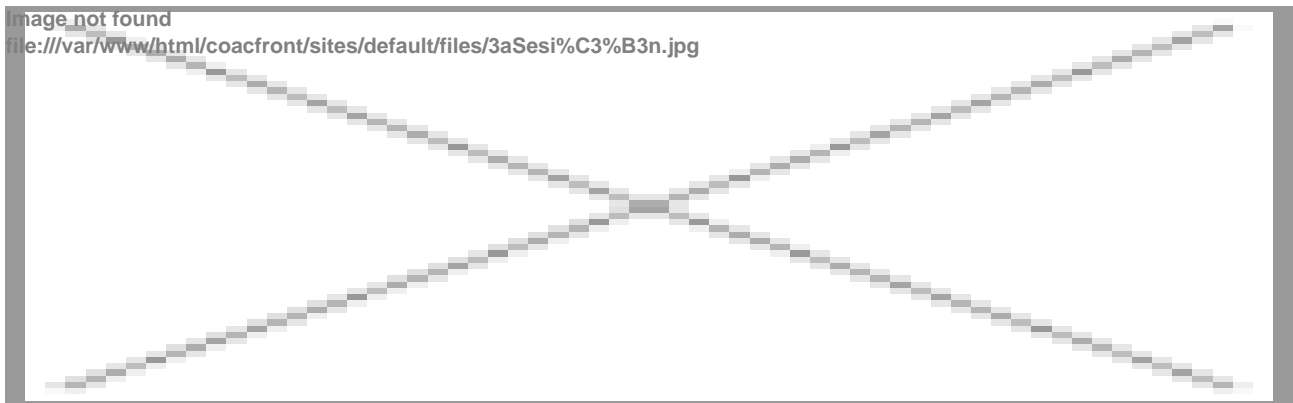 Image not found
file:///var/www/html/coacfront/sites/default/files/3aSesi%C3%B3n.jpg